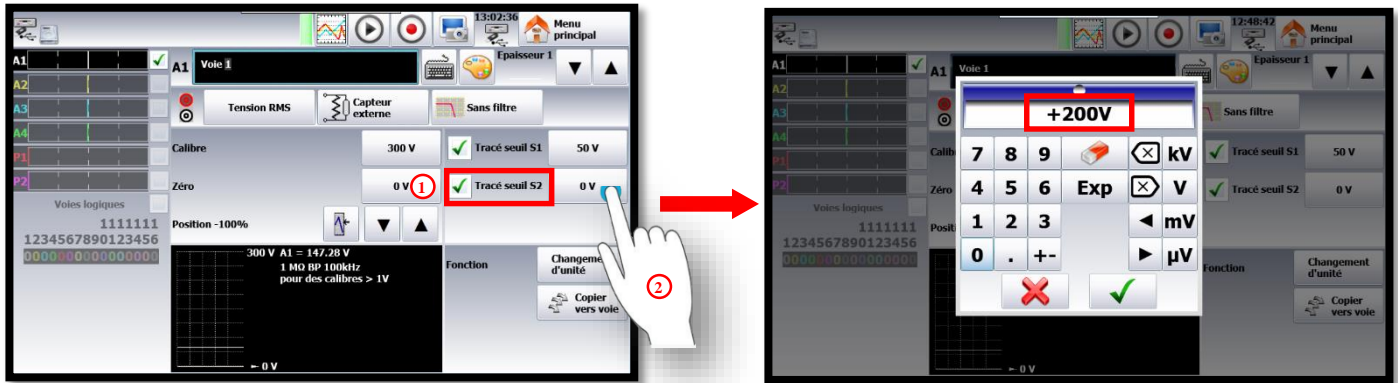 13:02:36
Menu
principal
A1
A2
A3
A4
P1
P2
Voies logiques
1111111
1234567890123456
0000000000000000
A1 Voie 1
Epaisseur 1
Tension RMS
Capteur
externe
Sans filtre
Calibre 300 V
Tracé seuil S1 50 V
Zéro 0 V
1
Tracé seuil S2 0 V
Position -100%
300 V A1 = 147.28 V
1 MΩ BP 100kHz
pour des calibres > 1V
0 V
Fonction
d'unité
Copier
vers voie
2
12:48:42
Menu
principal
A1
A2
A3
A4
P1
P2
Voies logiques
1111111
1234567890123456
0000000000000000
A1 Voie 1
Epaisseur 1
Sans filtre
Tracé seuil S1 50 V
Zéro
Tracé seuil S2 0 V
Fonction
Changement
d'unité
Copier
vers voie
0 V
+200V
7 8 9 kV
4 5 6 Exp V
1 2 3 mV
0 . +- µV